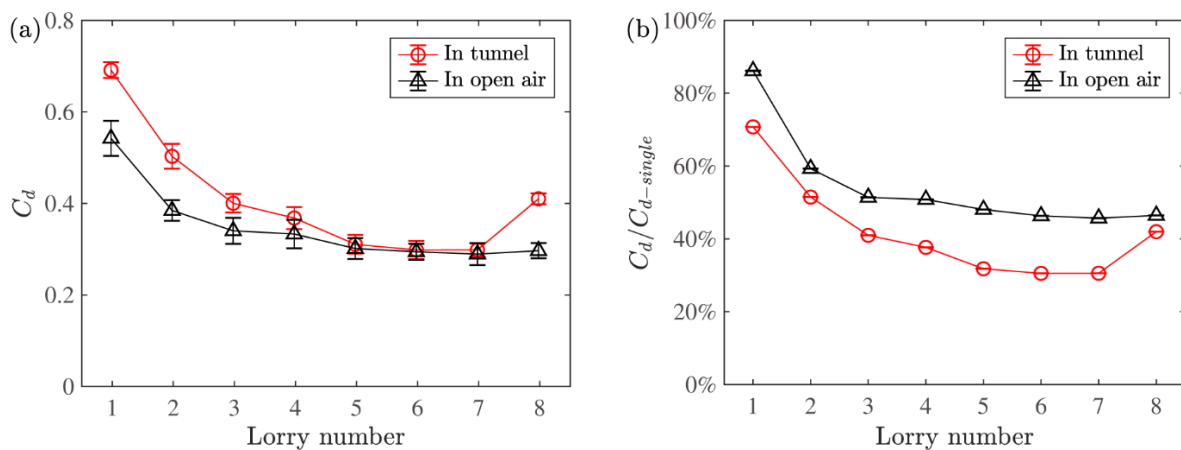 (a)
0.8
0.6
0.4
0.2
0
C_d
In tunnel
In open air
1 2 3 4 5 6 7 8
Lorry number
(b)
100%
80%
60%
40%
20%
0%
C_d/C_{d-single}
In tunnel
In open air
1 2 3 4 5 6 7 8
Lorry number